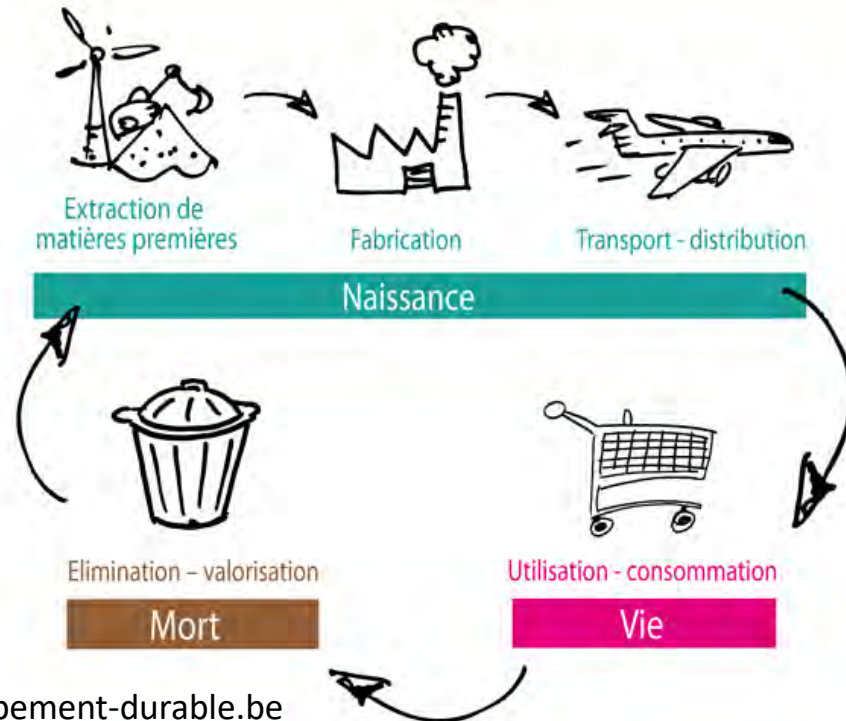 Extraction de
matières premières
Fabrication
Transport - distribution
Naissance
Elimination – valorisation
Utilisation - consommation
Mort
Vie
pement-durable.be